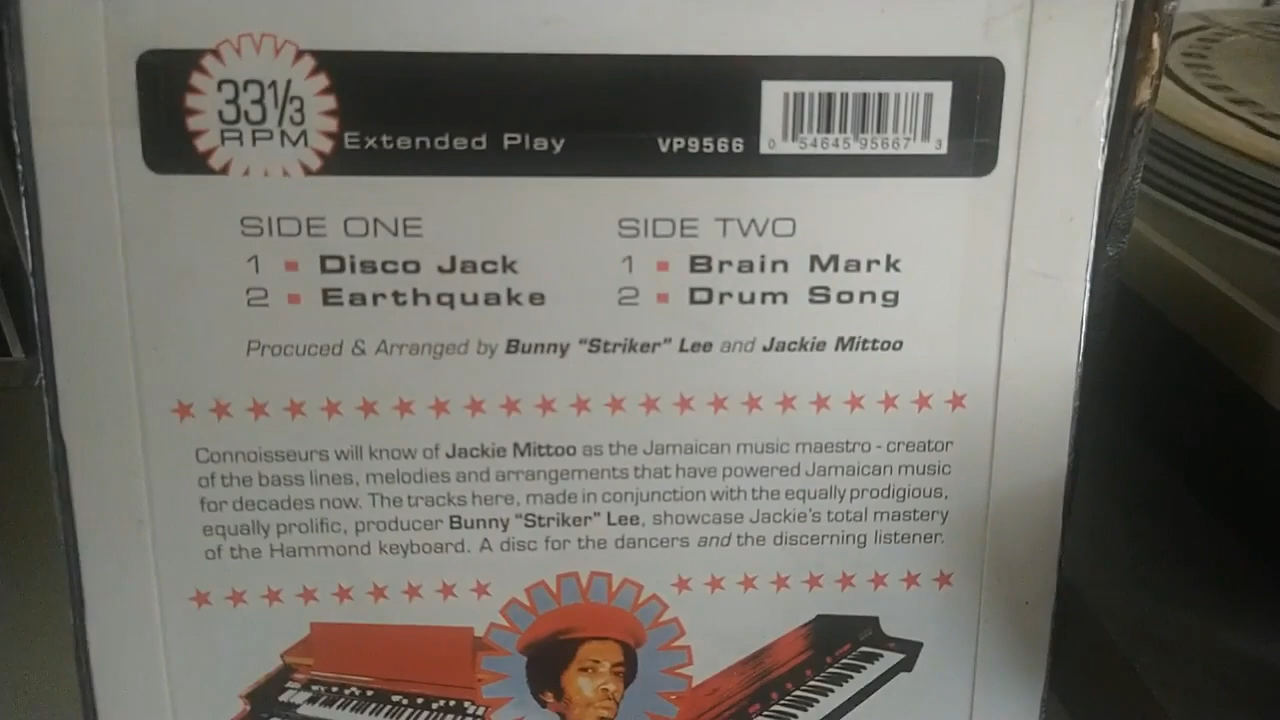 33⅓
RPM
Extended Play
VP9566
0 54645 95667 3
SIDE ONE
1 Disco Jack
2 Earthquake
SIDE TWO
1 Brain Mark
2 Drum Song
Procuced & Arranged by Bunny "Striker" Lee and Jackie Mittoo
Connoisseurs will know of Jackie Mittoo as the Jamaican music maestro - creator
of the bass lines, melodies and arrangements that have powered Jamaican music
for decades now. The tracks here, made in conjunction with the equally prodigious,
equally prolific, producer Bunny "Striker" Lee, showcase Jackie's total mastery
of the Hammond keyboard. A disc for the dancers and the discerning listener.